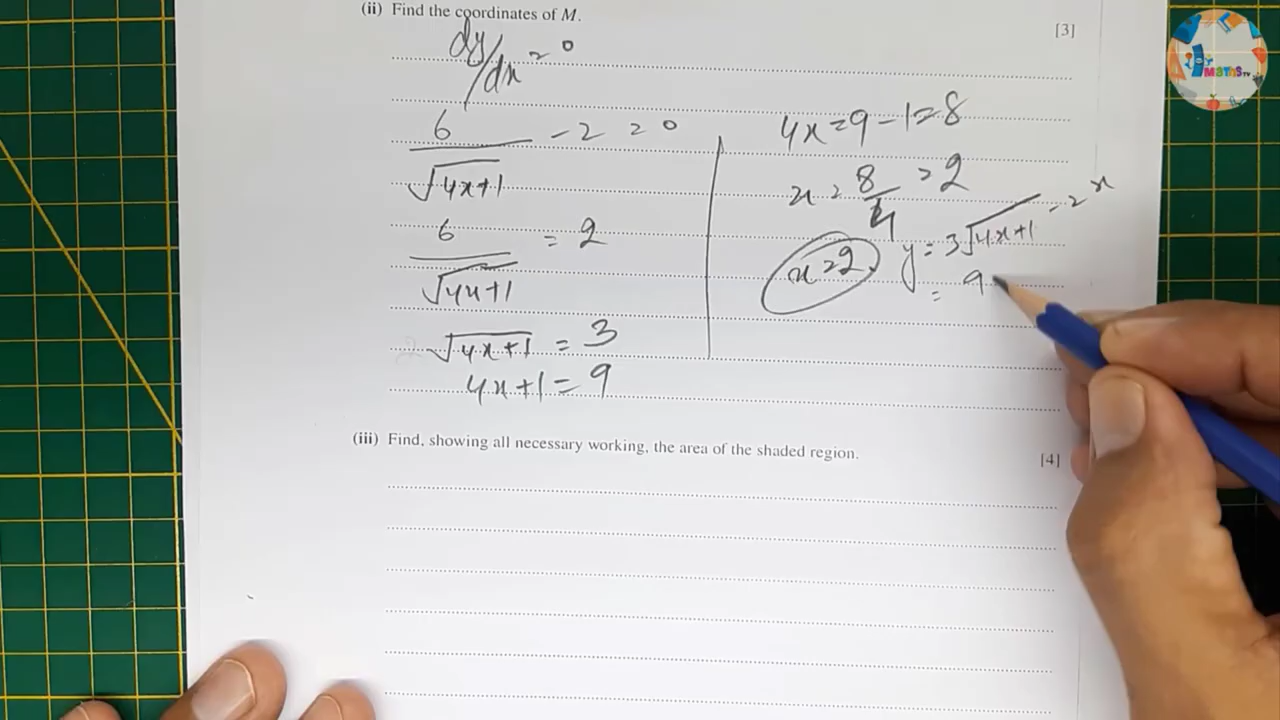 (ii) Find the coordinates of M.
[3]
dy/dx = 0
6/√4x+1 - 2 = 0
6/√4x+1 = 2
√4x+1 = 3
4x+1 = 9
4x = 9 - 1 = 8
x = 8/4 = 2
x = 2
y = 3√4x+1 - 2x
= 9
(iii) Find, showing all necessary working, the area of the shaded region.
[4]
MATHS TV